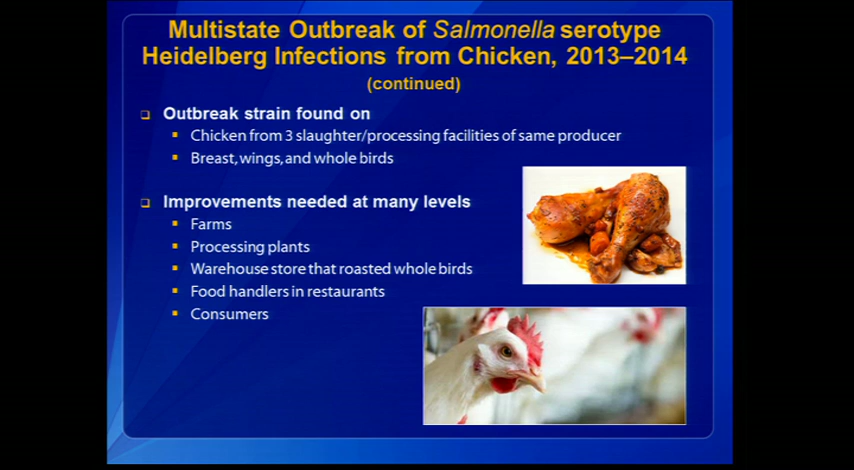 Multistate Outbreak of Salmonella serotype
Heidelberg Infections from Chicken, 2013–2014
(continued)
Outbreak strain found on
Chicken from 3 slaughter/processing facilities of same producer
Breast, wings, and whole birds
Improvements needed at many levels
Farms
Processing plants
Warehouse store that roasted whole birds
Food handlers in restaurants
Consumers